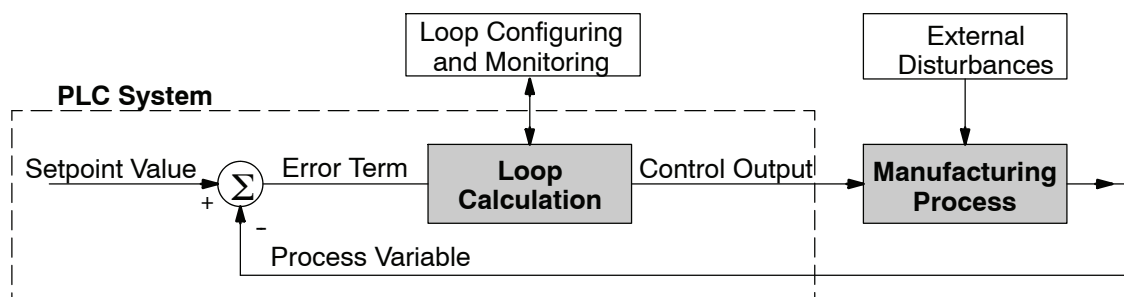 Loop Configuring
and Monitoring
External
Disturbances
PLC System
Setpoint Value
+
Σ
−
Error Term
Loop
Calculation
Control Output
Manufacturing
Process
Process Variable